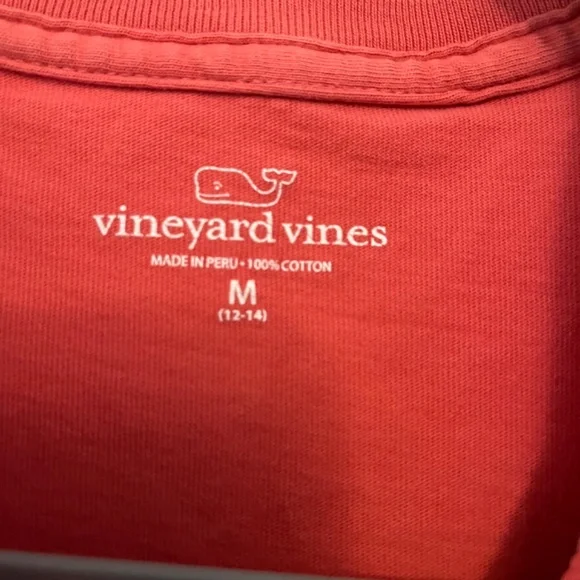 vineyard vines
MADE IN PERU • 100% COTTON
M
(12-14)